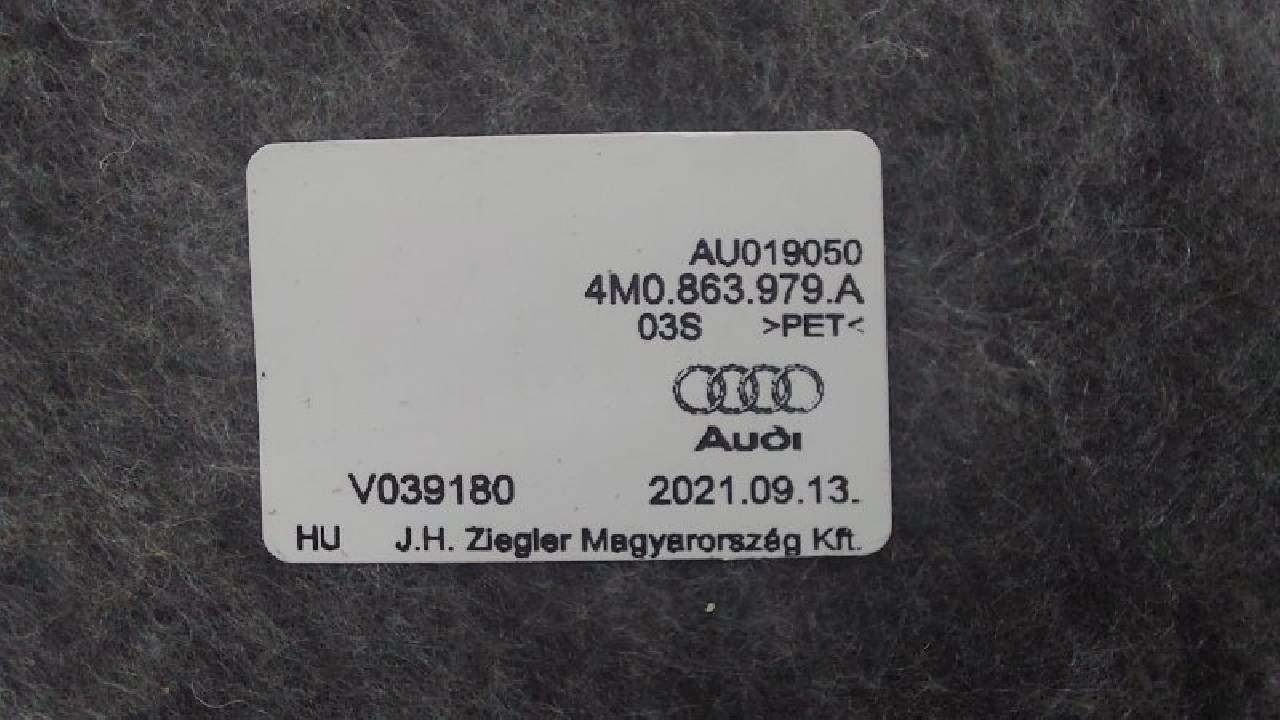 AU019050
4M0.863.979.A
03S >PET<
Audi
V039180 2021.09.13.
HU J.H. Ziegler Magyarország Kft.